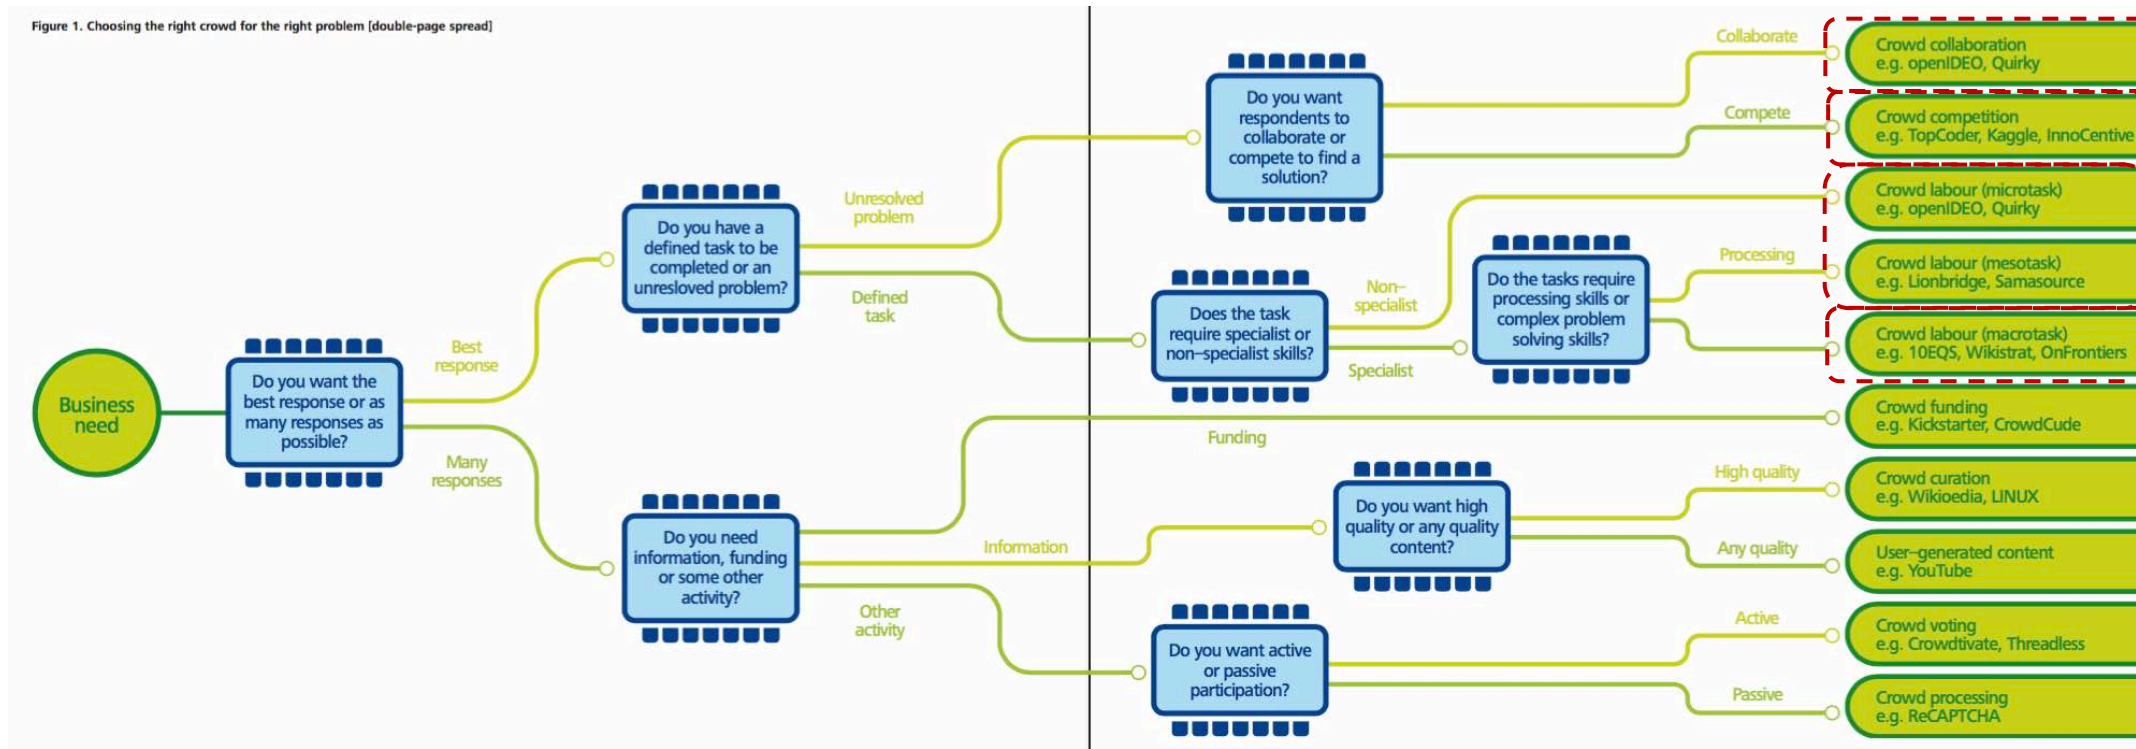 Figure 1. Choosing the right crowd for the right problem [double-page spread]
Business
need
Do you want the
best response or as
many responses as
possible?
Best
response
Many
responses
Do you have a
defined task to be
completed or an
unresloved problem?
Unresolved
problem
Defined
task
Do you need
information, funding
or some other
activity?
Funding
Information
Other
activity
Do you want
respondents to
collaborate or
compete to find a
solution?
Collaborate
Compete
Does the task
require specialist or
non–specialist skills?
Non–
specialist
Specialist
Do the tasks require
processing skills or
complex problem
solving skills?
Processing
Do you want high
quality or any quality
content?
High quality
Any quality
Do you want active
or passive
participation?
Active
Passive
Crowd collaboration
e.g. openIDEO, Quirky
Crowd competition
e.g. TopCoder, Kaggle, InnoCentive
Crowd labour (microtask)
e.g. openIDEO, Quirky
Crowd labour (mesotask)
e.g. Lionbridge, Samasource
Crowd labour (macrotask)
e.g. 10EQS, Wikistrat, OnFrontiers
Crowd funding
e.g. Kickstarter, CrowdCude
Crowd curation
e.g. Wikioedia, LINUX
User–generated content
e.g. YouTube
Crowd voting
e.g. Crowdtivate, Threadless
Crowd processing
e.g. ReCAPTCHA